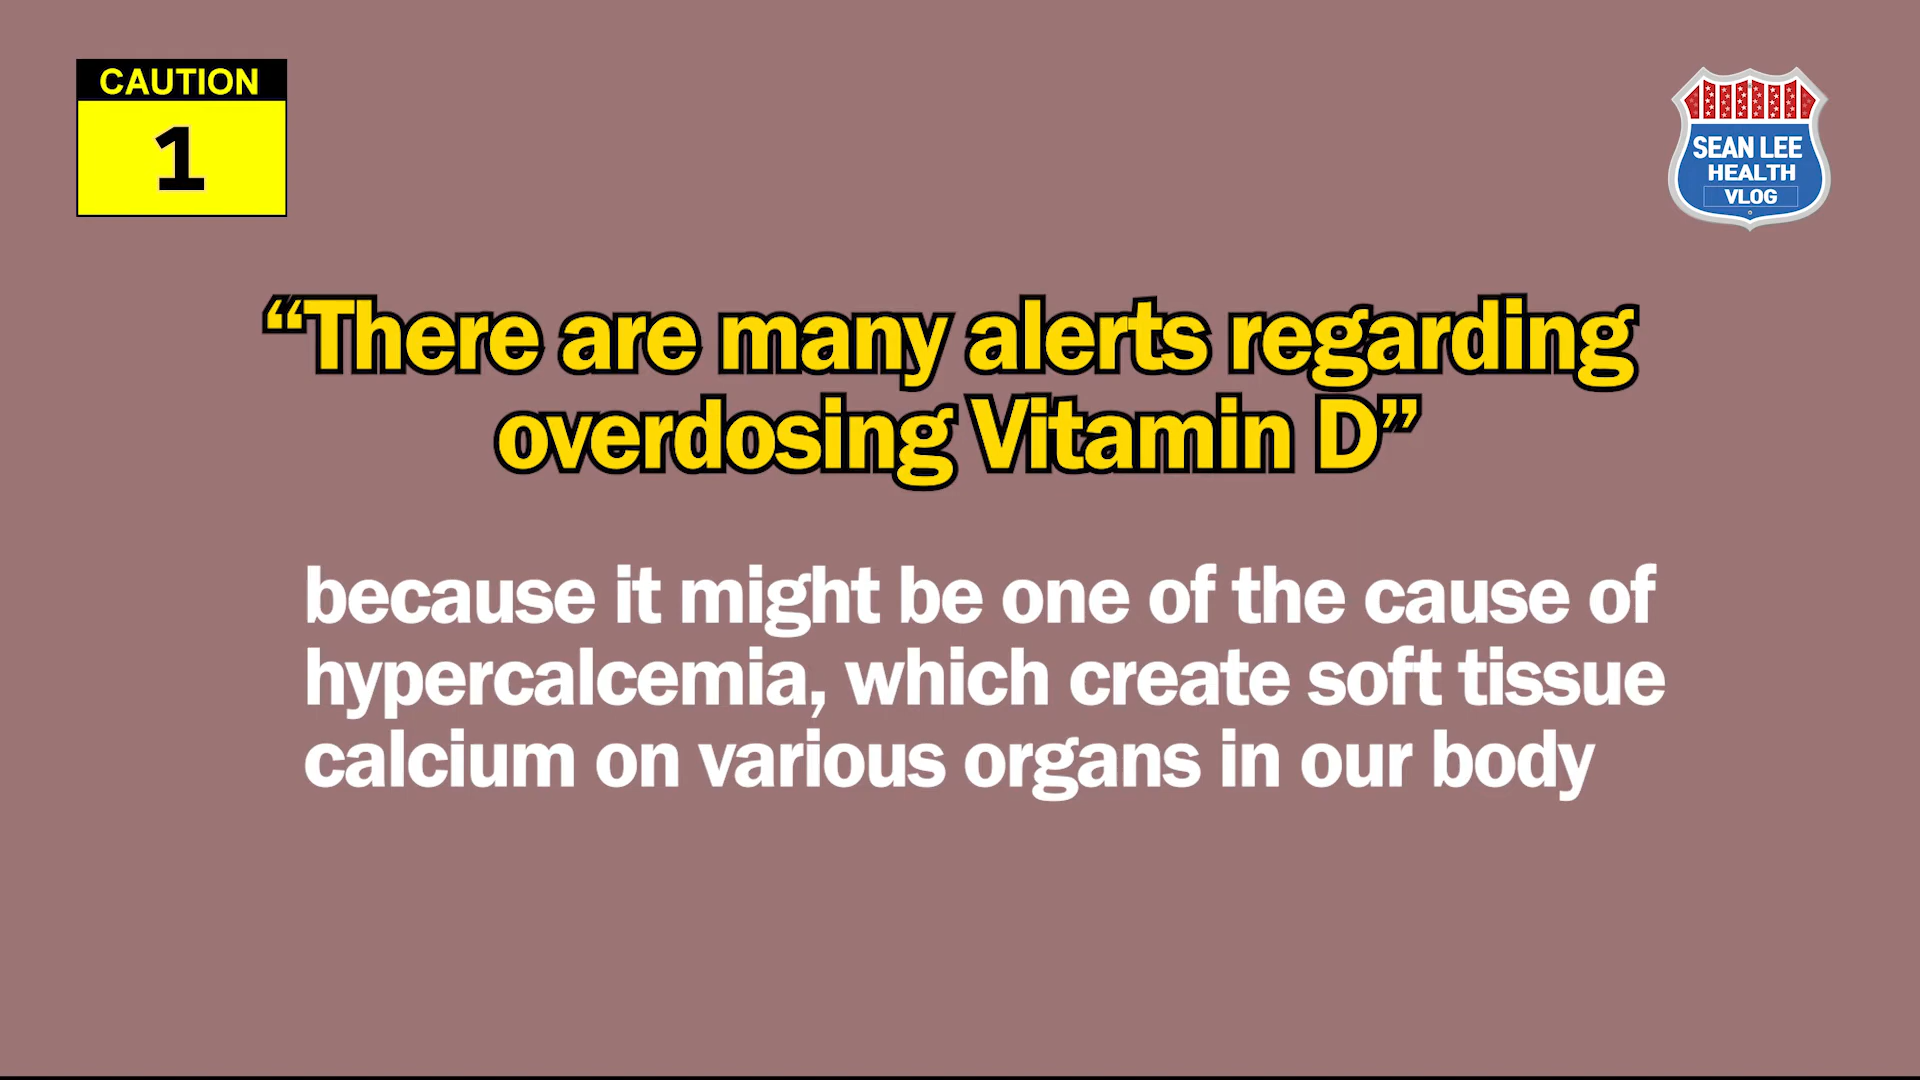 CAUTION
1
SEAN LEE
HEALTH
VLOG
“There are many alerts regarding
overdosing Vitamin D”
because it might be one of the cause of
hypercalcemia, which create soft tissue
calcium on various organs in our body